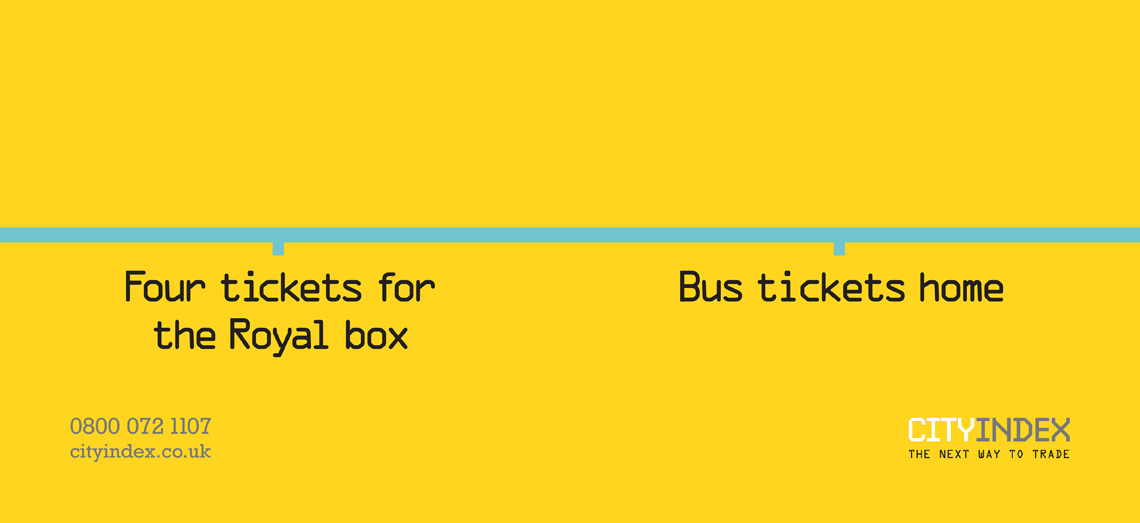 Four tickets for
the Royal box
Bus tickets home
0800 072 1107
cityindex.co.uk
CITYINDEX
THE NEXT WAY TO TRADE